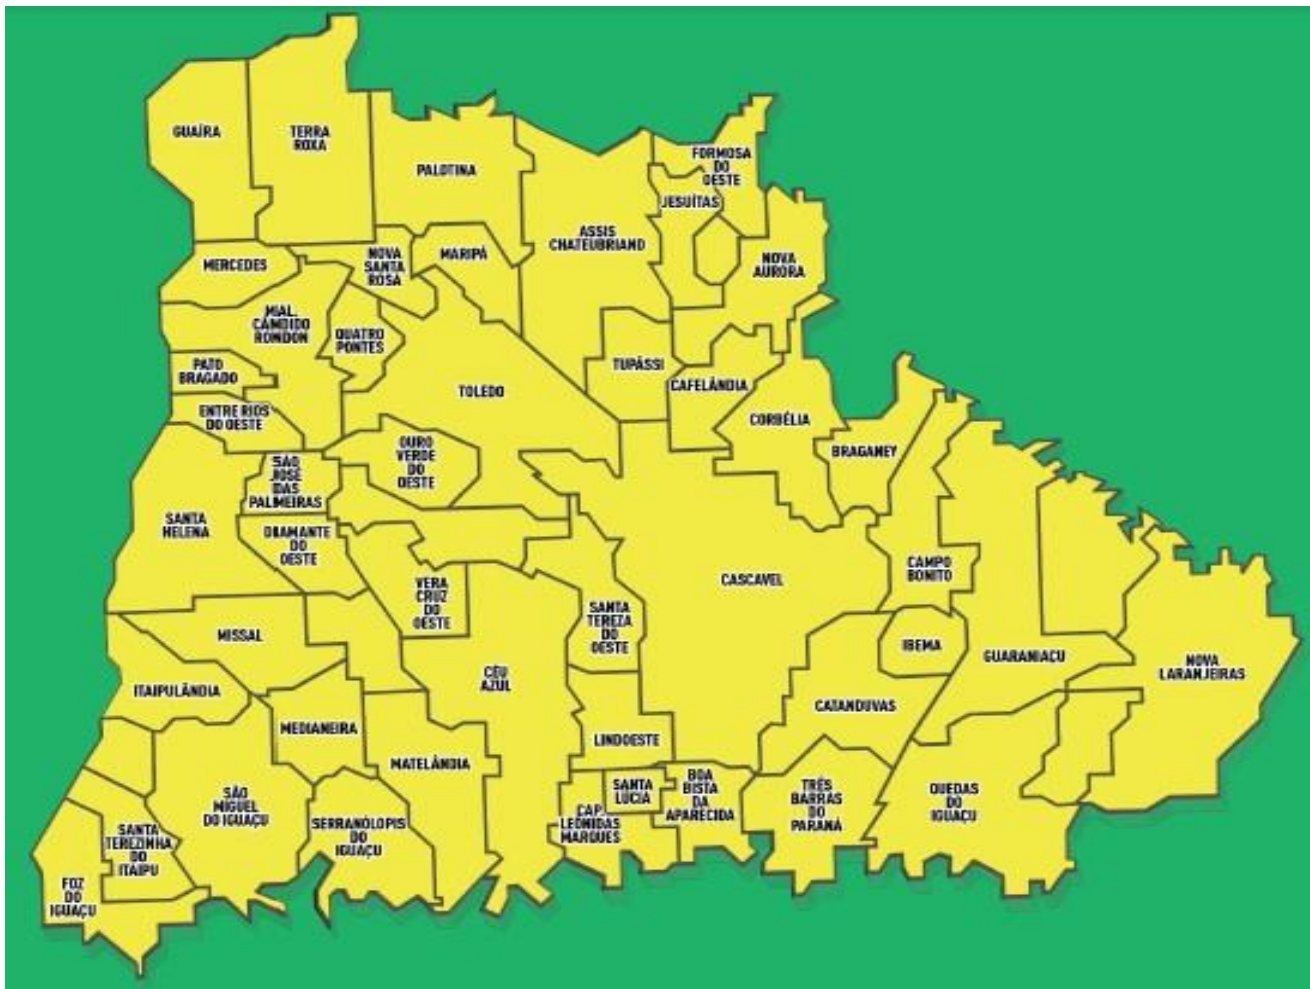 GUAÍRA
TERRA
ROXA
PALOTINA
FORMOSA
DO
OESTE
JESUÍTAS
ASSIS
CHATEUBRIAND
NOVA
AURORA
MERCEDES
NOVA
SANTA
ROSA
MARIPÁ
MAL.
CÂNDIDO
RONDON
QUATRO
PONTES
PATO
BRAGADO
TOLEDO
TUPÃSSI
CAFELÂNDIA
CORBÉLIA
BRAGANEY
ENTRE RIOS
DO OESTE
OURO
VERDE
DO
OESTE
SÃO
JOSÉ
DAS
PALMEIRAS
SANTA
HELENA
DIAMANTE
DO
OESTE
VERA
CRUZ
DO
OESTE
CASCAVEL
CAMPO
BONITO
SANTA
TEREZA
DO
OESTE
IBEMA
GUARANIAÇU
NOVA
LARANJEIRAS
MISSAL
CÉU
AZUL
ITAIPULÂNDIA
CATANDUVAS
MEDIANEIRA
LINDOESTE
MATELÂNDIA
SANTA
LUCIA
BOA
BISTA
DA
APARECIDA
TRÊS
BARRAS
DO
PARANÁ
QUEDAS
DO
IGUAÇU
SÃO
MIGUEL
DO IGUAÇU
SERRANÓLOPIS
DO
IGUAÇU
CAP.
LEÔNIDAS
MARQUES
SANTA
TEREZINHA
DO
ITAIPU
FOZ
DO
IGUAÇU